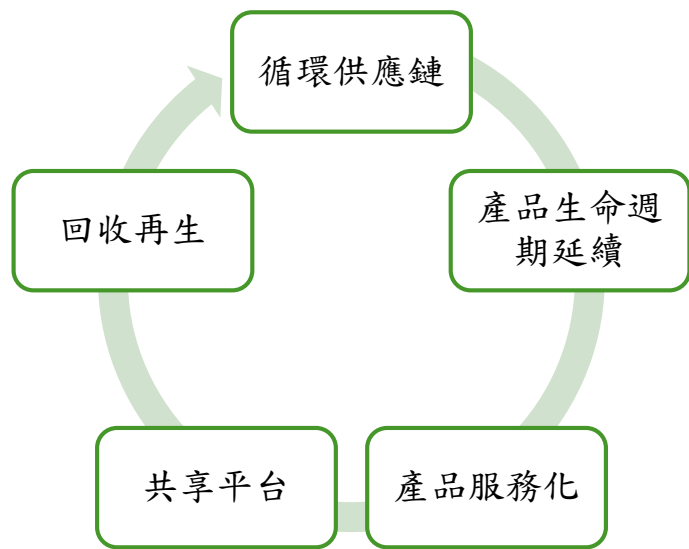 循環供應鏈
產品生命週
期延續
產品服務化
共享平台
回收再生